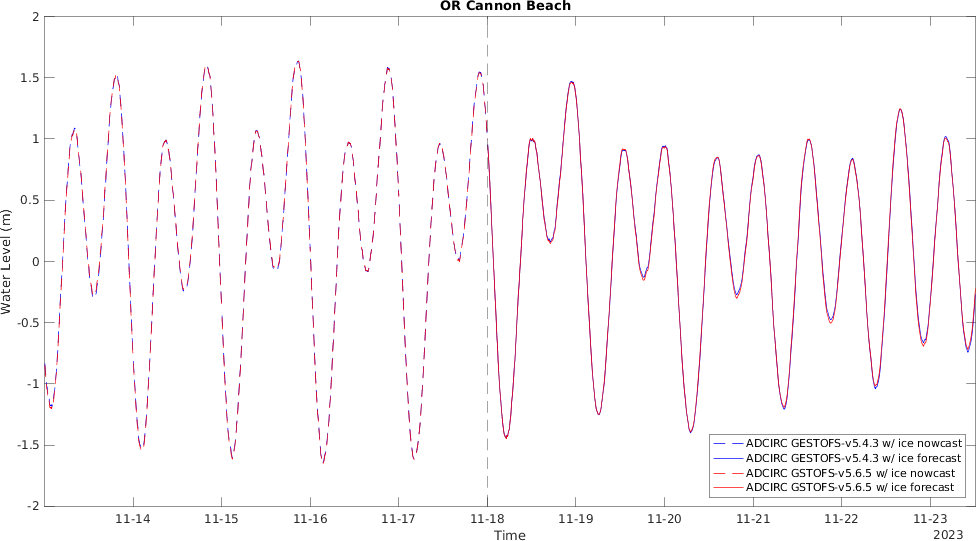 OR Cannon Beach
2
1.5
1
0.5
0
-0.5
-1
-1.5
-2
Water Level (m)
ADCIRC GESTOFS-v5.4.3 w/ ice nowcast
ADCIRC GESTOFS-v5.4.3 w/ ice forecast
ADCIRC GSTOFS-v5.6.5 w/ ice nowcast
ADCIRC GSTOFS-v5.6.5 w/ ice forecast
11-14 11-15 11-16 11-17 11-18 11-19 11-20 11-21 11-22 11-23
Time
2023